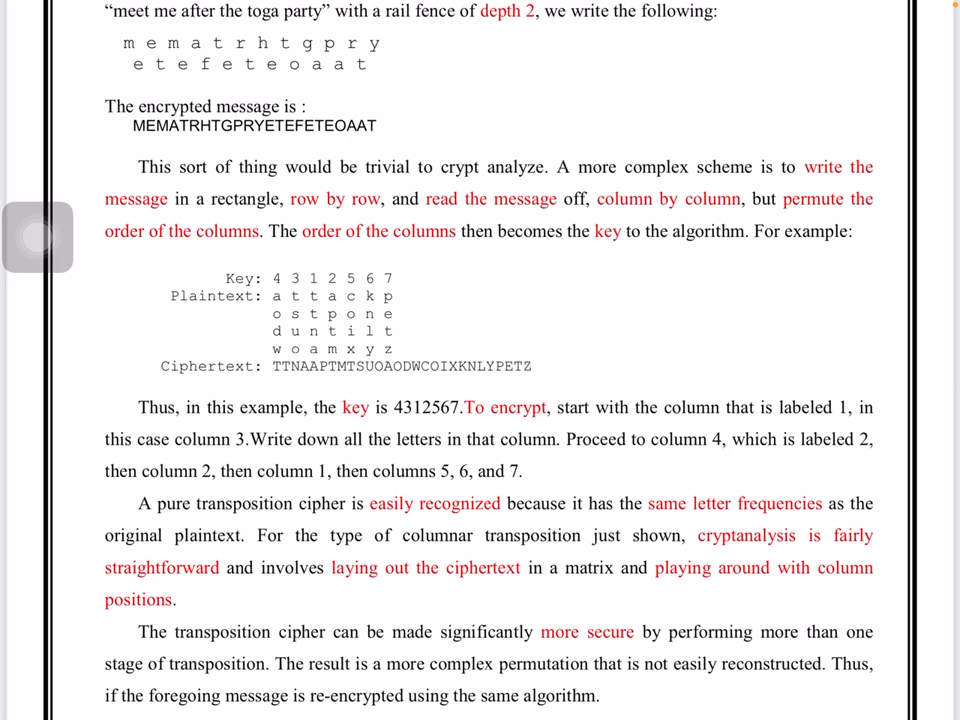 “meet me after the toga party” with a rail fence of depth 2, we write the following:
m e m a t r h t g p r y
e t e f e t e o a a t
The encrypted message is :
MEMATRHTGPRYETEFETEOAAT
This sort of thing would be trivial to crypt analyze. A more complex scheme is to write the
message in a rectangle, row by row, and read the message off, column by column, but permute the
order of the columns. The order of the columns then becomes the key to the algorithm. For example:
Key: 4 3 1 2 5 6 7
Plaintext: a t t a c k p
o s t p o n e
d u n t i l t
w o a m x y z
Ciphertext: TTNAAPTMTSUOAODWCOIXKNLYPETZ
Thus, in this example, the key is 4312567.To encrypt, start with the column that is labeled 1, in
this case column 3.Write down all the letters in that column. Proceed to column 4, which is labeled 2,
then column 2, then column 1, then columns 5, 6, and 7.
A pure transposition cipher is easily recognized because it has the same letter frequencies as the
original plaintext. For the type of columnar transposition just shown, cryptanalysis is fairly
straightforward and involves laying out the ciphertext in a matrix and playing around with column
positions.
The transposition cipher can be made significantly more secure by performing more than one
stage of transposition. The result is a more complex permutation that is not easily reconstructed. Thus,
if the foregoing message is re-encrypted using the same algorithm.